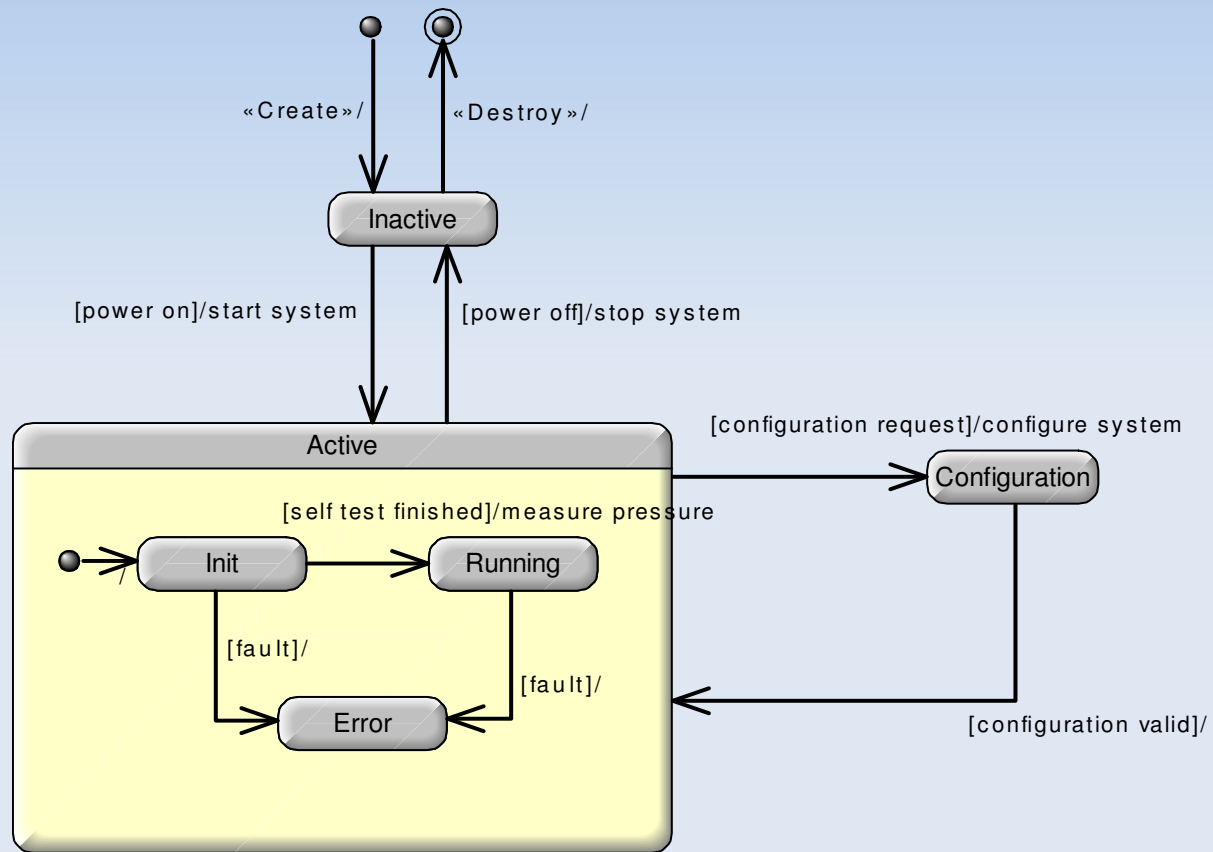 «Create»/
«Destroy»/
Inactive
[power on]/start system
[power off]/stop system
Active
[configuration request]/configure system
Configuration
[self test finished]/measure pressure
/
Init
Running
[fault]/
[fault]/
Error
[configuration valid]/